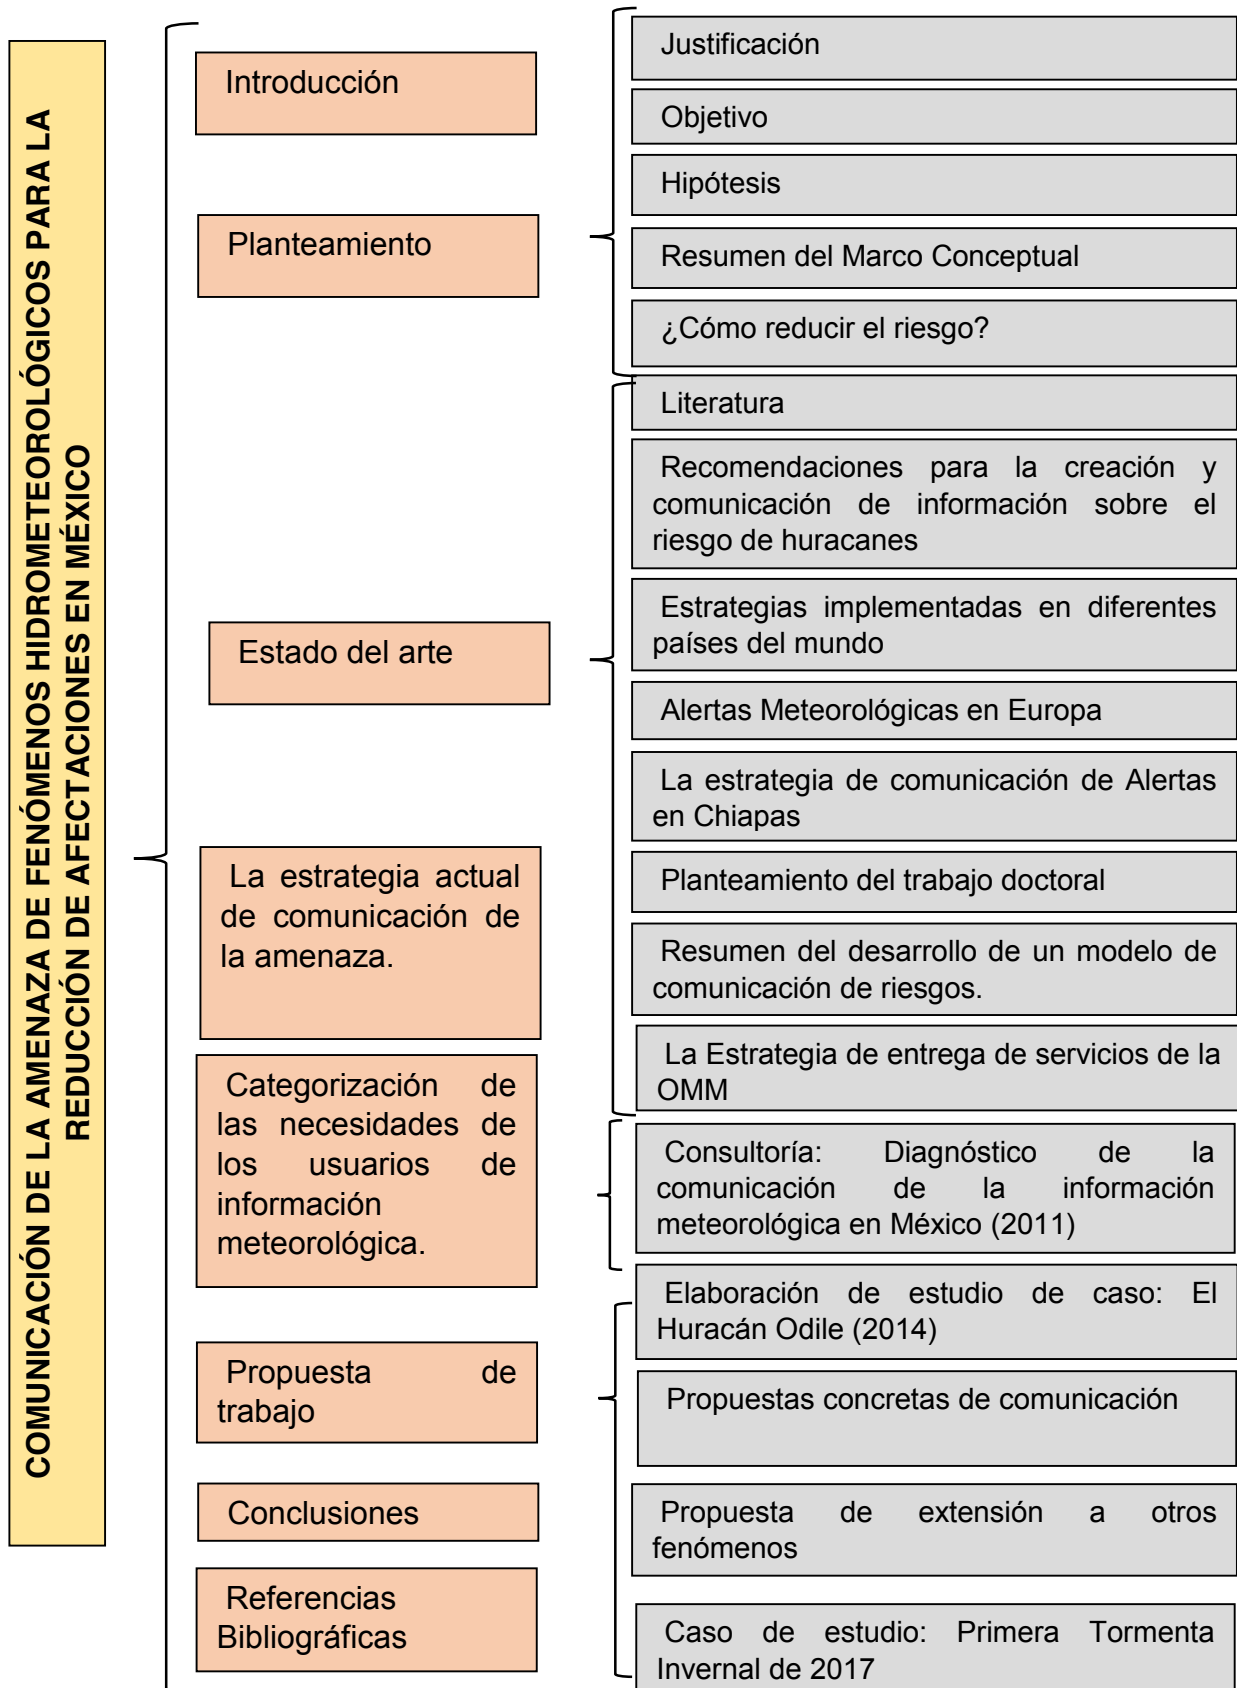 COMUNICACIÓN DE LA AMENAZA DE FENÓMENOS HIDROMETEOROLÓGICOS PARA LA
REDUCCIÓN DE AFECTACIONES EN MÉXICO
Introducción
Planteamiento
Estado del arte
La estrategia actual
de comunicación de
la amenaza.
Categorización de
las necesidades de
los usuarios de
información
meteorológica.
Propuesta de
trabajo
Conclusiones
Referencias
Bibliográficas
Justificación
Objetivo
Hipótesis
Resumen del Marco Conceptual
¿Cómo reducir el riesgo?
Literatura
Recomendaciones para la creación y
comunicación de información sobre el
riesgo de huracanes
Estrategias implementadas en diferentes
países del mundo
Alertas Meteorológicas en Europa
La estrategia de comunicación de Alertas
en Chiapas
Planteamiento del trabajo doctoral
Resumen del desarrollo de un modelo de
comunicación de riesgos.
La Estrategia de entrega de servicios de la
OMM
Consultoría: Diagnóstico de la
comunicación de la información
meteorológica en México (2011)
Elaboración de estudio de caso: El
Huracán Odile (2014)
Propuestas concretas de comunicación
Propuesta de extensión a otros
fenómenos
Caso de estudio: Primera Tormenta
Invernal de 2017